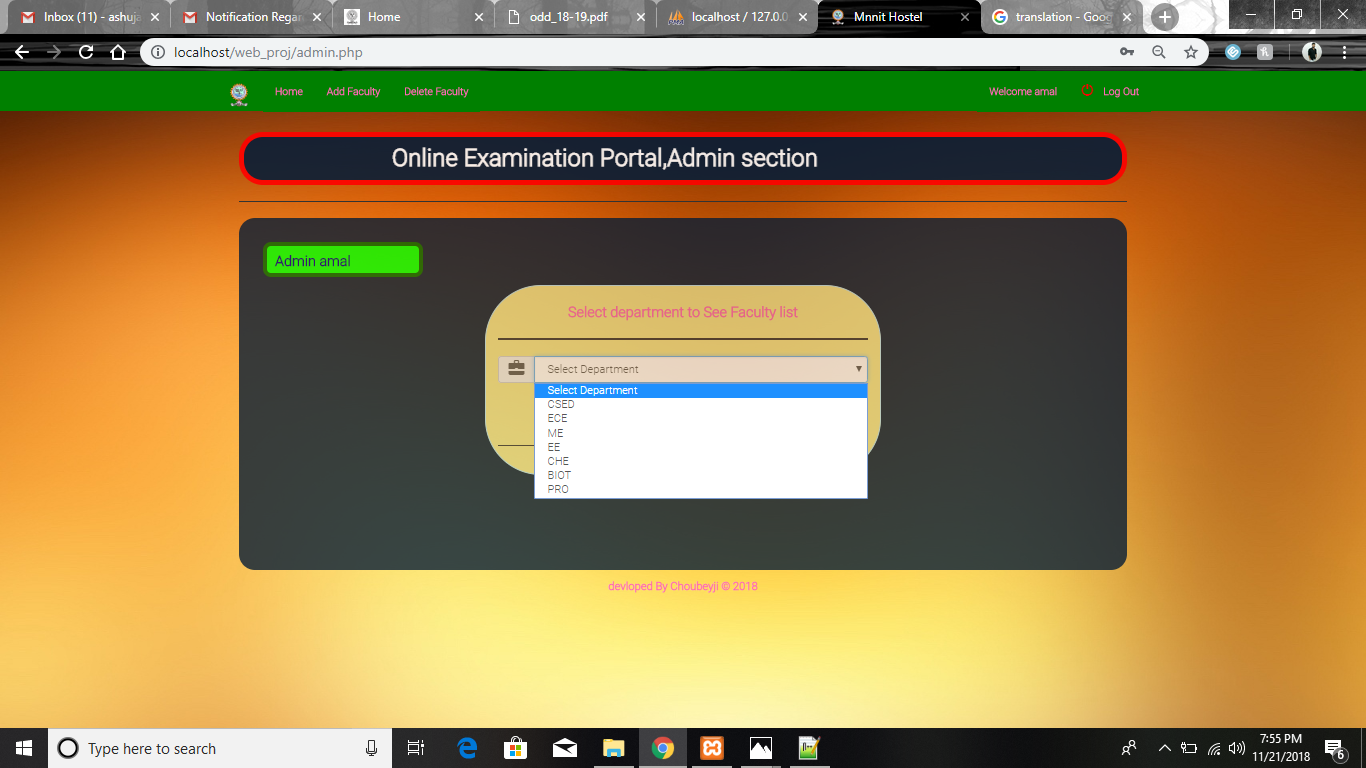 Inbox (11) - ashuja
Notification Regar
Home
odd_18-19.pdf
localhost / 127.0.0
Mnnit Hostel
translation - Goog
localhost/web_proj/admin.php
Home
Add Faculty
Delete Faculty
Welcome amal
Log Out
Online Examination Portal,Admin section
Admin amal
Select department to See Faculty list
Select Department
Select Department
CSED
ECE
ME
EE
CHE
BIOT
PRO
devloped By Choubeyji © 2018
Type here to search
7:55 PM
11/21/2018
6